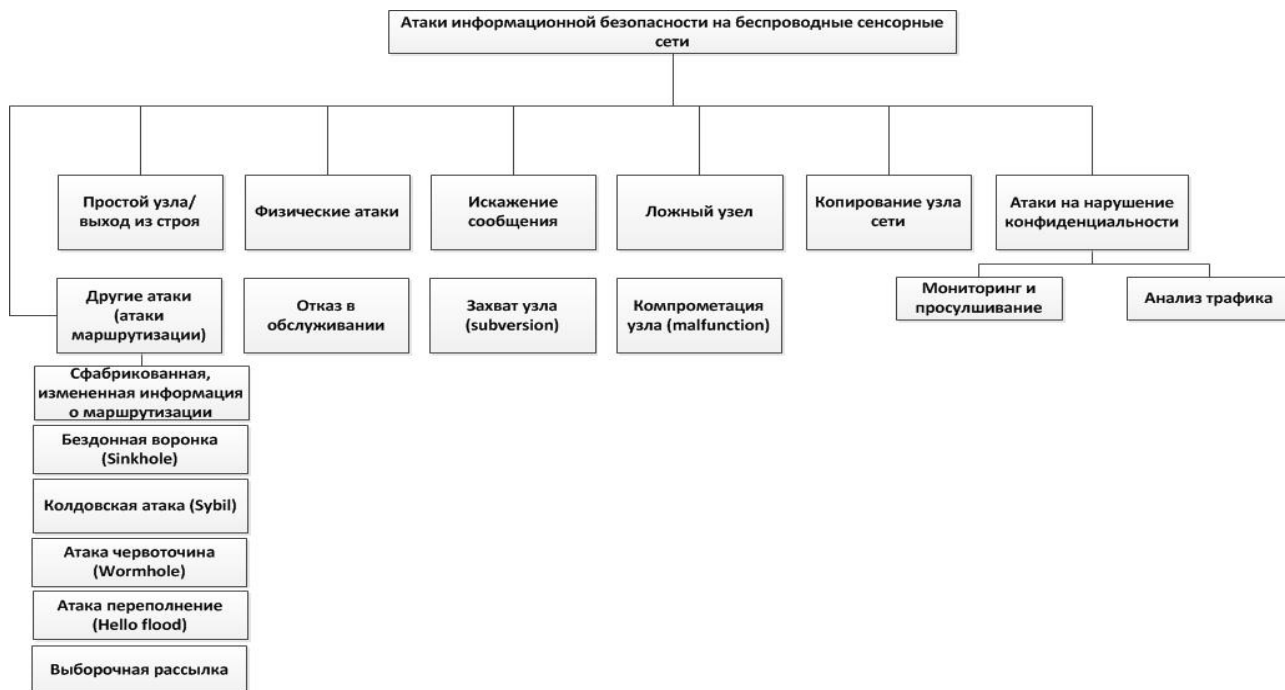 Атаки информационной безопасности на беспроводные сенсорные
сети
Простой узла/
выход из строя
Физические атаки
Искажение
сообщения
Ложный узел
Копирование узла
сети
Атаки на нарушение
конфиденциальности
Другие атаки
(атаки
маршрутизации)
Отказ в
обслуживании
Захват узла
(subversion)
Компрометация
узла (malfunction)
Мониторинг и
просулшивание
Анализ трафика
Сфабрикованная,
измененная информация
о маршрутизации
Бездонная воронка
(Sinkhole)
Колдовская атака (Sybil)
Атака червоточина
(Wormhole)
Атака переполнение
(Hello flood)
Выборочная рассылка